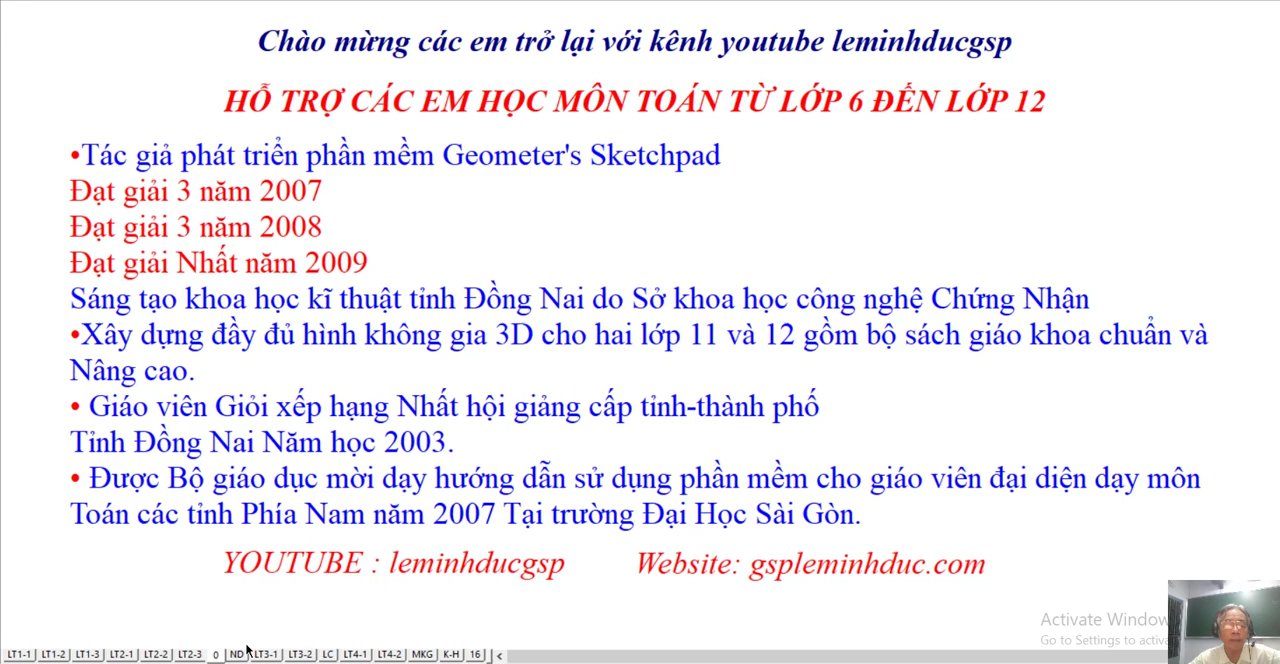 Chào mừng các em trở lại với kênh youtube leminhducgsp
HỖ TRỢ CÁC EM HỌC MÔN TOÁN TỪ LỚP 6 ĐẾN LỚP 12
•Tác giả phát triển phần mềm Geometer's Sketchpad
Đạt giải 3 năm 2007
Đạt giải 3 năm 2008
Đạt giải Nhất năm 2009
Sáng tạo khoa học kĩ thuật tỉnh Đồng Nai do Sở khoa học công nghệ Chứng Nhận
•Xây dựng đầy đủ hình không gia 3D cho hai lớp 11 và 12 gồm bộ sách giáo khoa chuẩn và
Nâng cao.
• Giáo viên Giỏi xếp hạng Nhất hội giảng cấp tỉnh-thành phố
Tỉnh Đồng Nai Năm học 2003.
• Được Bộ giáo dục mời dạy hướng dẫn sử dụng phần mềm cho giáo viên đại diện dạy môn
Toán các tỉnh Phía Nam năm 2007 Tại trường Đại Học Sài Gòn.
YOUTUBE : leminhducgsp Website: gspleminhduc.com
Activate Window
Go to Settings to activa
LT1-1 LT1-2 LT1-3 LT2-1 LT2-2 LT2-3 0 ND LT3-1 LT3-2 LC LT4-1 LT4-2 MKG K-H 16